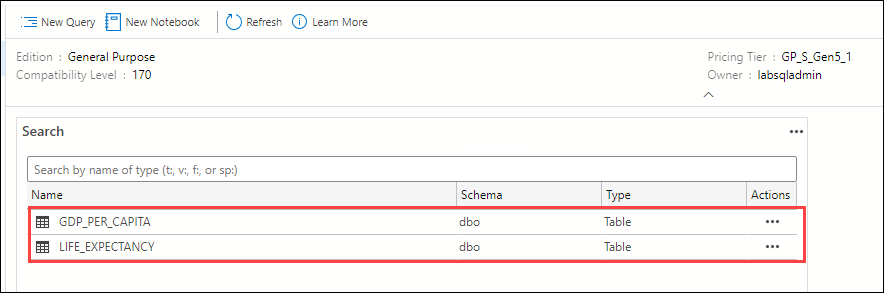 New Query New Notebook Refresh Learn More
Edition : General Purpose Pricing Tier : GP_S_Gen5_1
Compatibility Level : 170 Owner : labsqladmin
Search
Search by name of type (t:, v:, f:, or sp:)
Name Schema Type Actions
GDP_PER_CAPITA dbo Table
LIFE_EXPECTANCY dbo Table